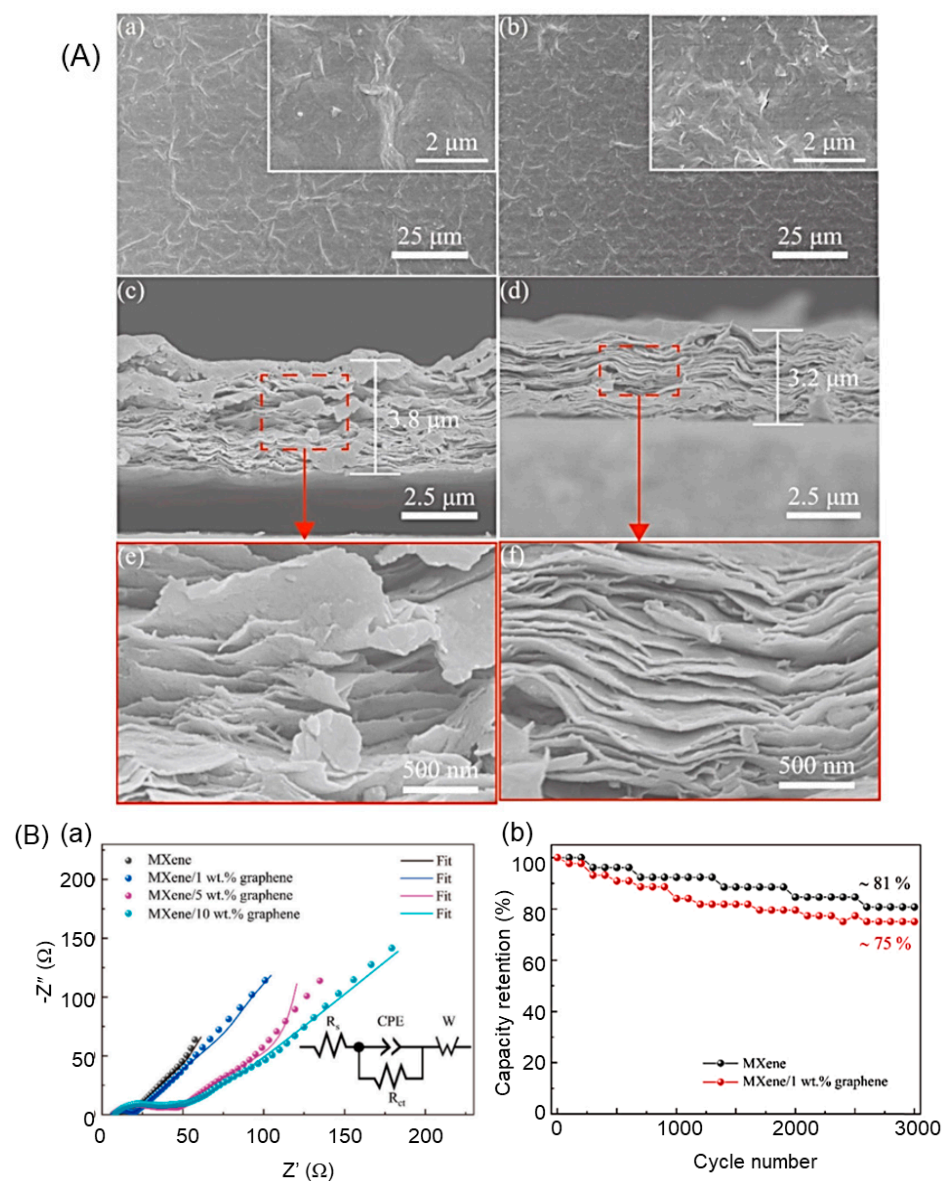 (A)
(a)
2 μm
25 μm
(b)
2 μm
25 μm
(c)
3.8 μm
2.5 μm
(d)
3.2 μm
2.5 μm
(e)
500 nm
(f)
500 nm
(B)
(a)
MXene
MXene/1 wt.% graphene
MXene/5 wt.% graphene
MXene/10 wt.% graphene
Fit
Fit
Fit
Fit
200
150
100
50
0
-Z" (Ω)
Rs
CPE
W
Rct
0
50
100
150
200
Z' (Ω)
(b)
100
80
60
40
20
0
Capacity retention (%)
~ 81 %
~ 75 %
MXene
MXene/1 wt.% graphene
0
1000
2000
3000
Cycle number